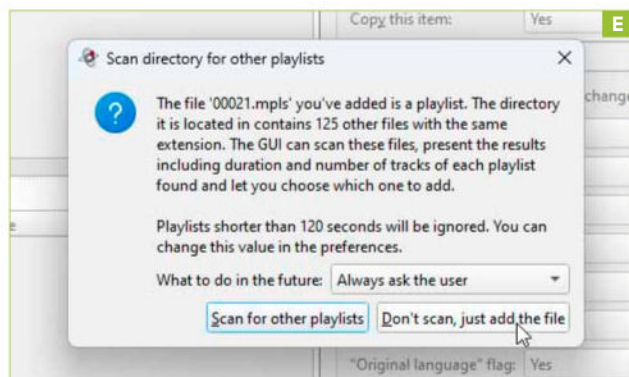 Copy this item:
Yes
E
Scan directory for other playlists
change
The file '00021.mpls' you've added is a playlist. The directory
it is located in contains 125 other files with the same
extension. The GUI can scan these files, present the results
including duration and number of tracks of each playlist
found and let you choose which one to add.
Playlists shorter than 120 seconds will be ignored. You can
change this value in the preferences.
What to do in the future:
Always ask the user
Scan for other playlists
Don't scan, just add the file
"Original language" flag:
Yes